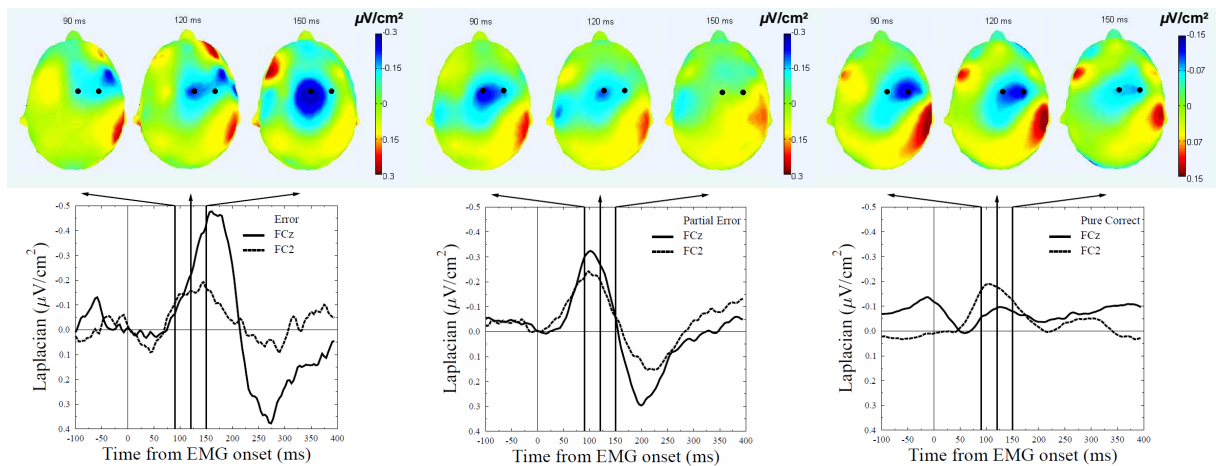 90 ms 120 ms 150 ms µV/cm²
-0.3
-0.15
0
0.15
0.3
90 ms 120 ms 150 ms µV/cm²
-0.3
-0.15
0
0.15
0.3
90 ms 120 ms 150 ms µV/cm²
-0.15
-0.07
0
0.07
0.15
Error
FCz
FC2
Laplacian (µV/cm²)
-0.5
-0.4
-0.3
-0.2
-0.1
0.0
0.1
0.2
0.3
0.4
-100 -50 0 50 100 150 200 250 300 350 400
Time from EMG onset (ms)
Partial Error
FCz
FC2
Laplacian (µV/cm²)
-0.5
-0.4
-0.3
-0.2
-0.1
0.0
0.1
0.2
0.3
0.4
-100 -50 0 50 100 150 200 250 300 350 400
Time from EMG onset (ms)
Pure Correct
FCz
FC2
Laplacian (µV/cm²)
-0.5
-0.4
-0.3
-0.2
-0.1
0.0
0.1
0.2
0.3
0.4
-100 -50 0 50 100 150 200 250 300 350 400
Time from EMG onset (ms)